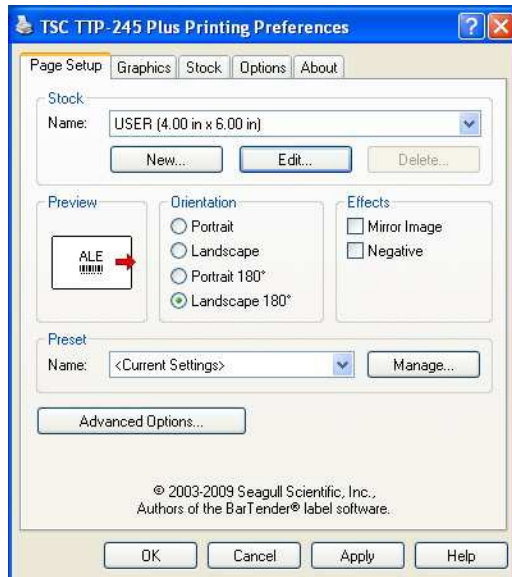 TSC TTP-245 Plus Printing Preferences
Page Setup Graphics Stock Options About
Stock
Name: USER (4.00 in x 6.00 in)
New... Edit... Delete...
Preview Orientation Effects
Portrait Mirror Image
ALE Landscape Negative
Portrait 180°
Landscape 180°
Preset
Name: <Current Settings> Manage...
Advanced Options...
© 2003-2009 Seagull Scientific, Inc.,
Authors of the BarTender® label software.
OK Cancel Apply Help